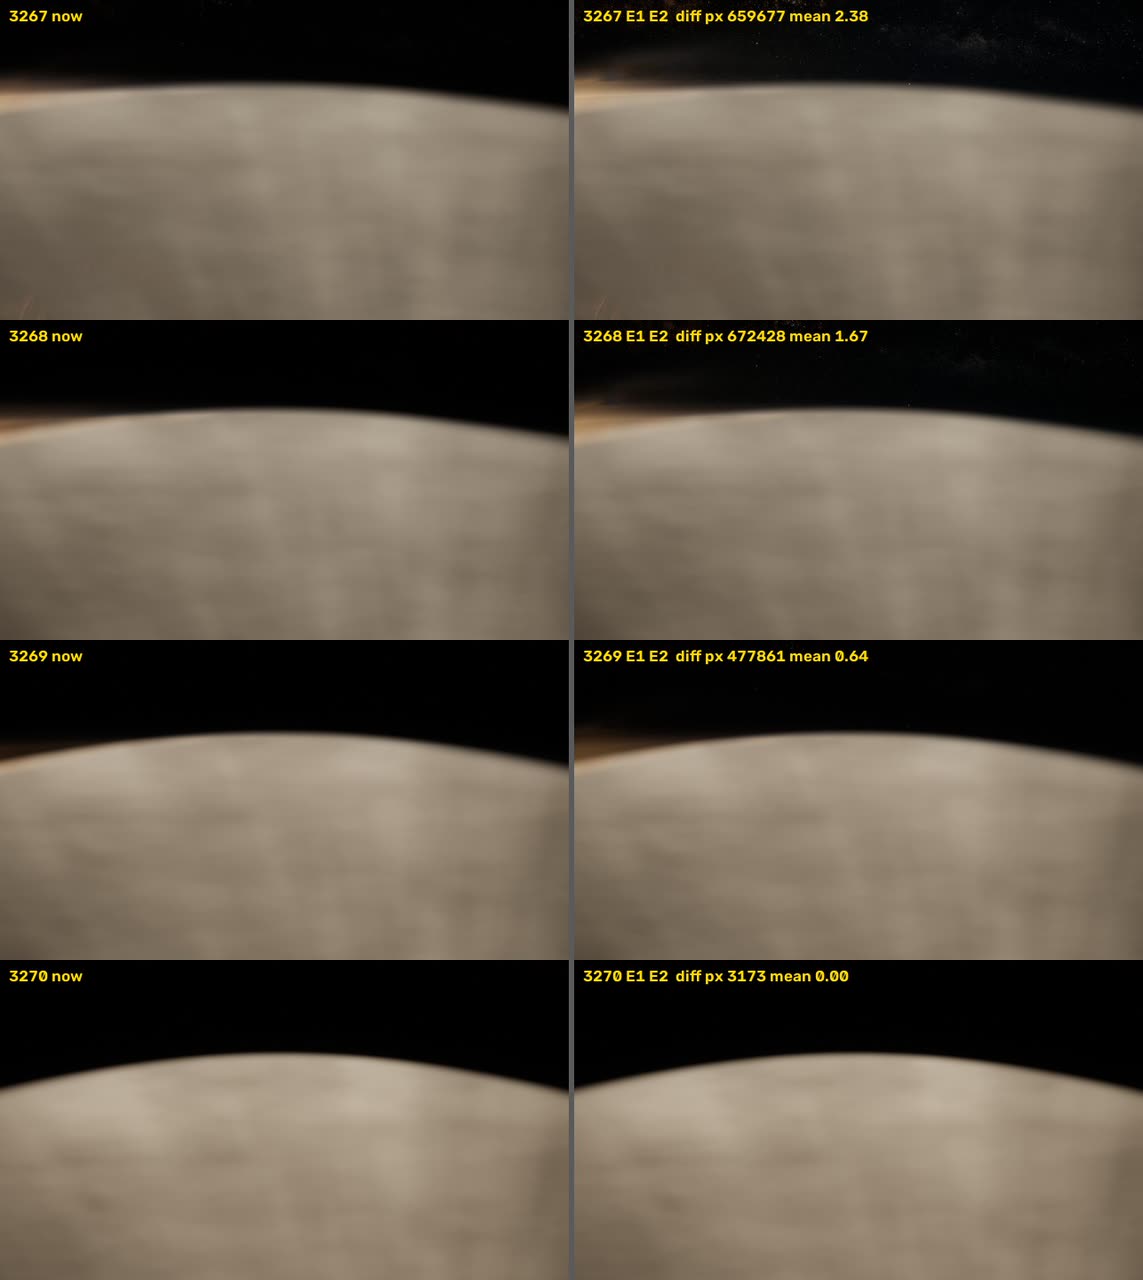 3267 now
3267 E1 E2 diff px 659677 mean 2.38
3268 now
3268 E1 E2 diff px 672428 mean 1.67
3269 now
3269 E1 E2 diff px 477861 mean 0.64
3270 now
3270 E1 E2 diff px 3173 mean 0.00